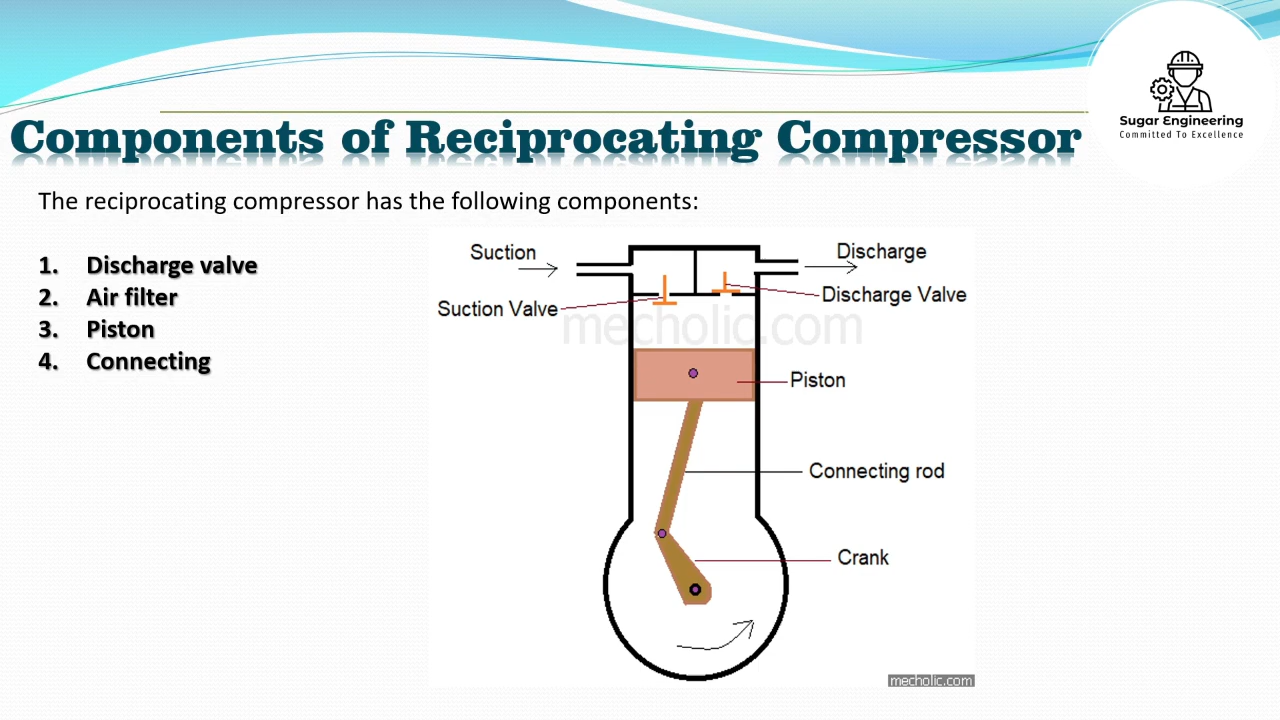 Sugar Engineering
Committed To Excellence
Components of Reciprocating Compressor
The reciprocating compressor has the following components:
1. Discharge valve
2. Air filter
3. Piston
4. Connecting
Suction
Discharge
Suction Valve
Discharge Valve
mecholic.com
Piston
Connecting rod
Crank
mecholic.com